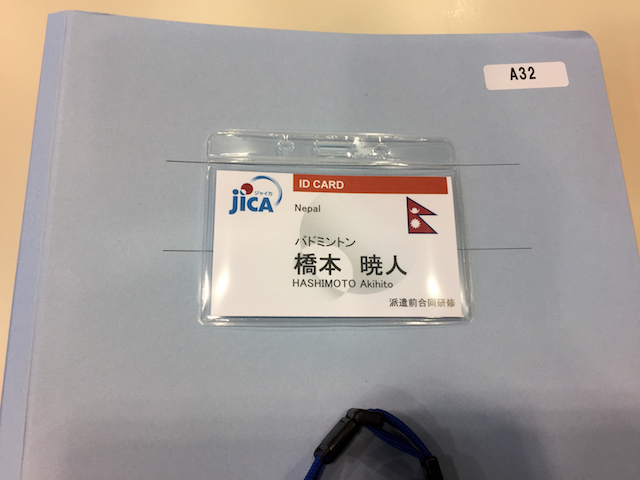 A32
ID CARD
ジャイカ
jICA
Nepal
バドミントン
橋本 暁人
HASHIMOTO Akihito
派遣前合同研修